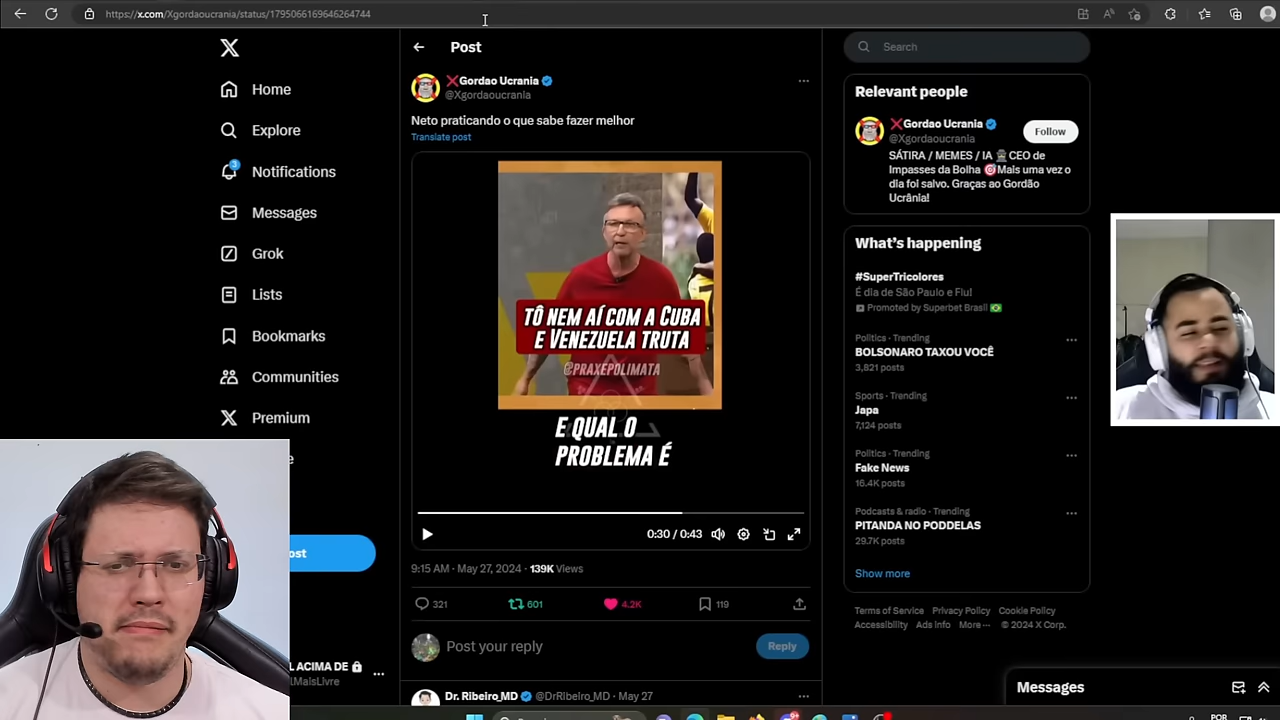 https://x.com/Xgordaoucrania/status/1795066169646264744
Post
Search
Home
Explore
3
Notifications
Messages
Grok
Lists
Bookmarks
Communities
Premium
ost
L ACIMA DE
lMaisLivre
Gordao Ucrania
@Xgordaoucrania
Neto praticando o que sabe fazer melhor
Translate post
TÔ NEM AÍ COM A CUBA
E VENEZUELA TRUTA
@PRAXEPOLIMATA
E QUAL O
PROBLEMA É
0:30 / 0:43
9:15 AM · May 27, 2024 · 139K Views
321
601
4.2K
119
Post your reply
Reply
Dr. Ribeiro_MD @DrRIbeiro_MD · May 27
Relevant people
Gordao Ucrania
@Xgordaoucrania
Follow
SÁTIRA / MEMES / IA CEO de
Impasses da Bolha Mais uma vez o
dia foi salvo. Graças ao Gordão
Ucrânia!
What's happening
#SuperTricolores
É dia de São Paulo e Flu!
Promoted by Superbet Brasil
Politics · Trending
BOLSONARO TAXOU VOCÊ
3,821 posts
Sports · Trending
Japa
7,124 posts
Politics · Trending
Fake News
16.4K posts
Podcasts & radio · Trending
PITANDA NO PODDELAS
29.7K posts
Show more
Terms of Service Privacy Policy Cookie Policy
Accessibility Ads info More ··· © 2024 X Corp.
Messages
POR